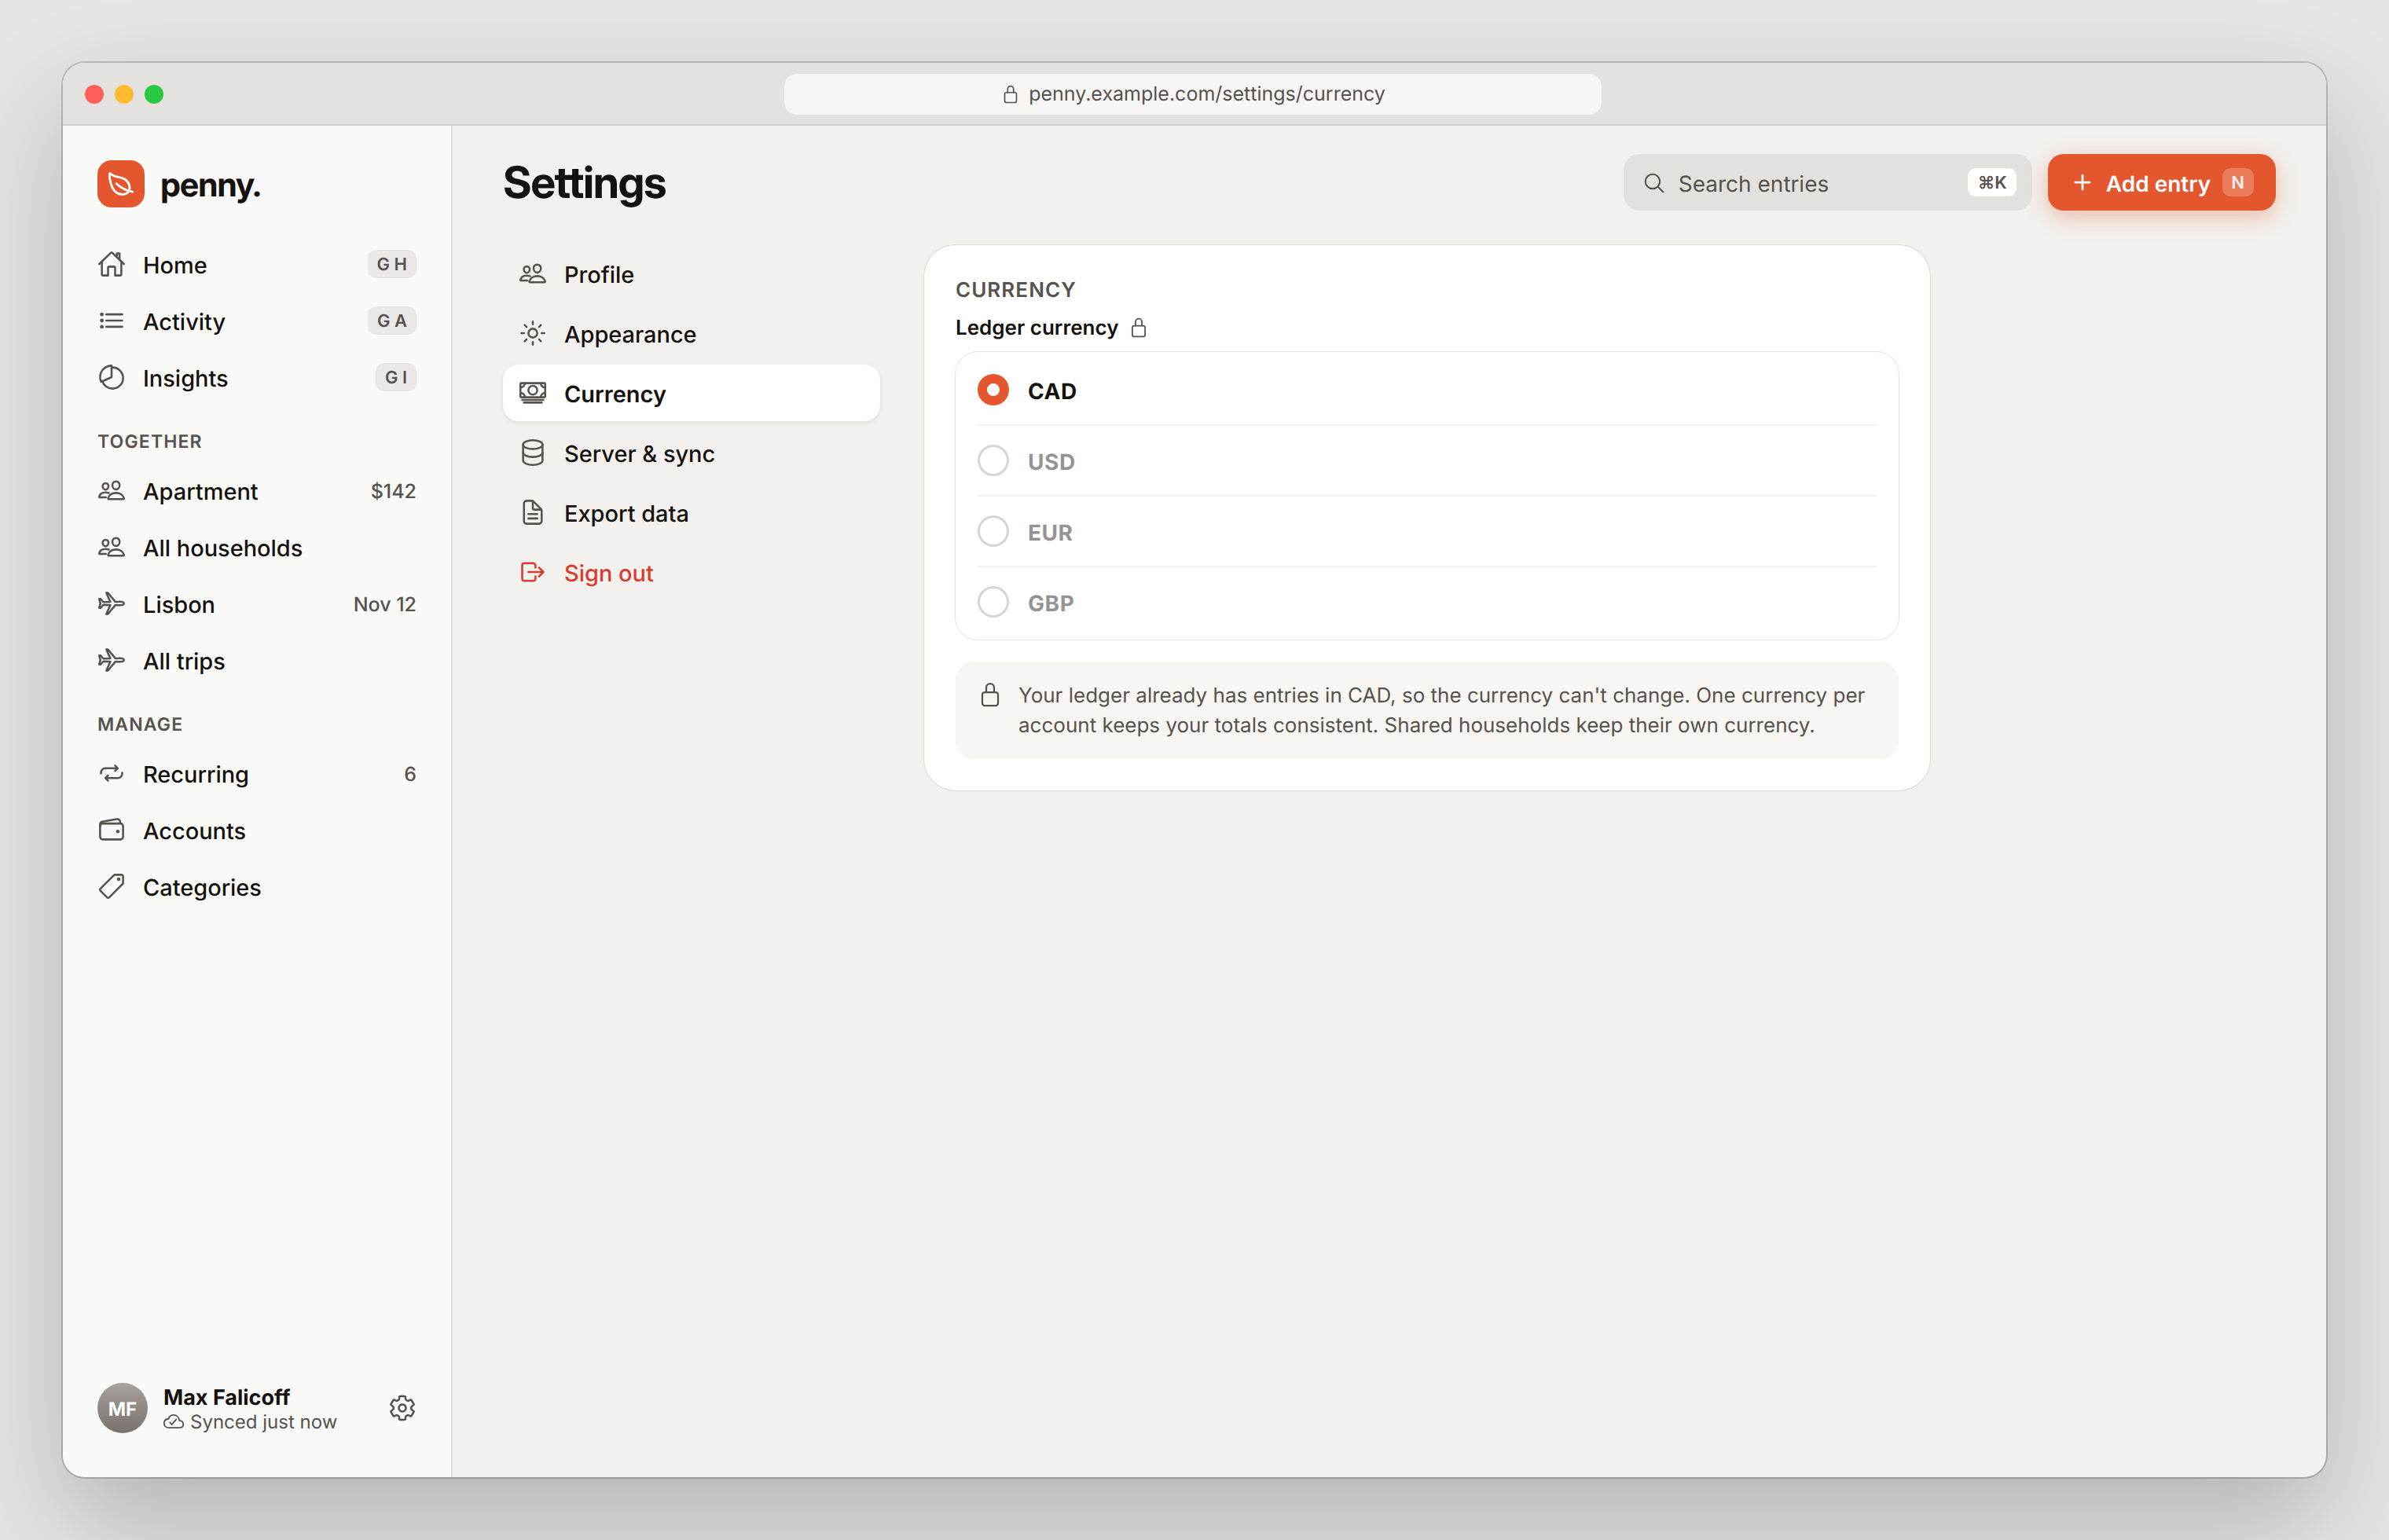 penny.example.com/settings/currency
penny.
Home G H
Activity G A
Insights G I
TOGETHER
Apartment $142
All households
Lisbon Nov 12
All trips
MANAGE
Recurring 6
Accounts
Categories
MF
Max Falicoff
Synced just now
Settings
Search entries ⌘K
Add entry N
Profile
Appearance
Currency
Server & sync
Export data
Sign out
CURRENCY
Ledger currency
CAD
USD
EUR
GBP
Your ledger already has entries in CAD, so the currency can't change. One currency per
account keeps your totals consistent. Shared households keep their own currency.